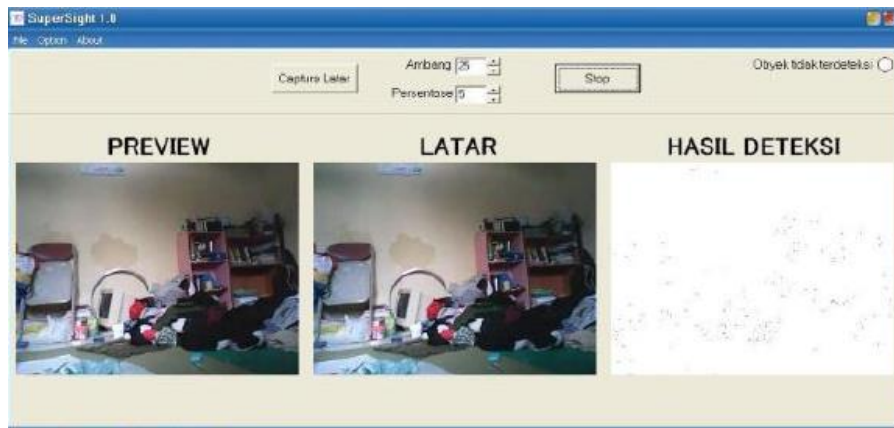 SuperSight 1.0
File Option About
Capture Latar
Ambang 25
Persentase 5
Stop
Obyek tidak terdeteksi
PREVIEW
LATAR
HASIL DETEKSI